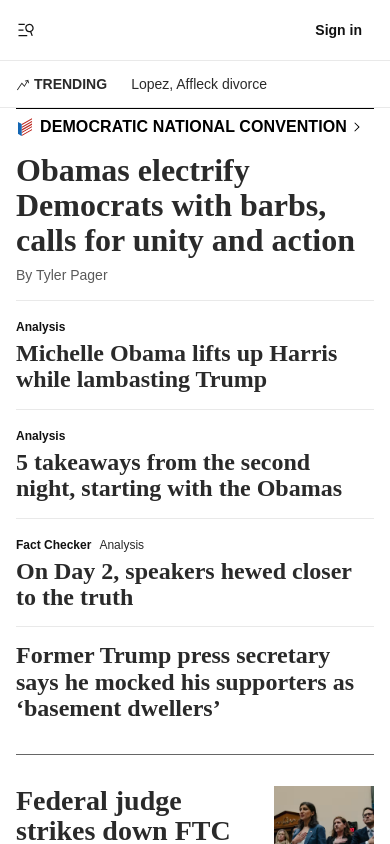 Sign in
TRENDING Lopez, Affleck divorce
DEMOCRATIC NATIONAL CONVENTION
Obamas electrify
Democrats with barbs,
calls for unity and action
By Tyler Pager
Analysis
Michelle Obama lifts up Harris
while lambasting Trump
Analysis
5 takeaways from the second
night, starting with the Obamas
Fact Checker Analysis
On Day 2, speakers hewed closer
to the truth
Former Trump press secretary
says he mocked his supporters as
‘basement dwellers’
Federal judge
strikes down FTC